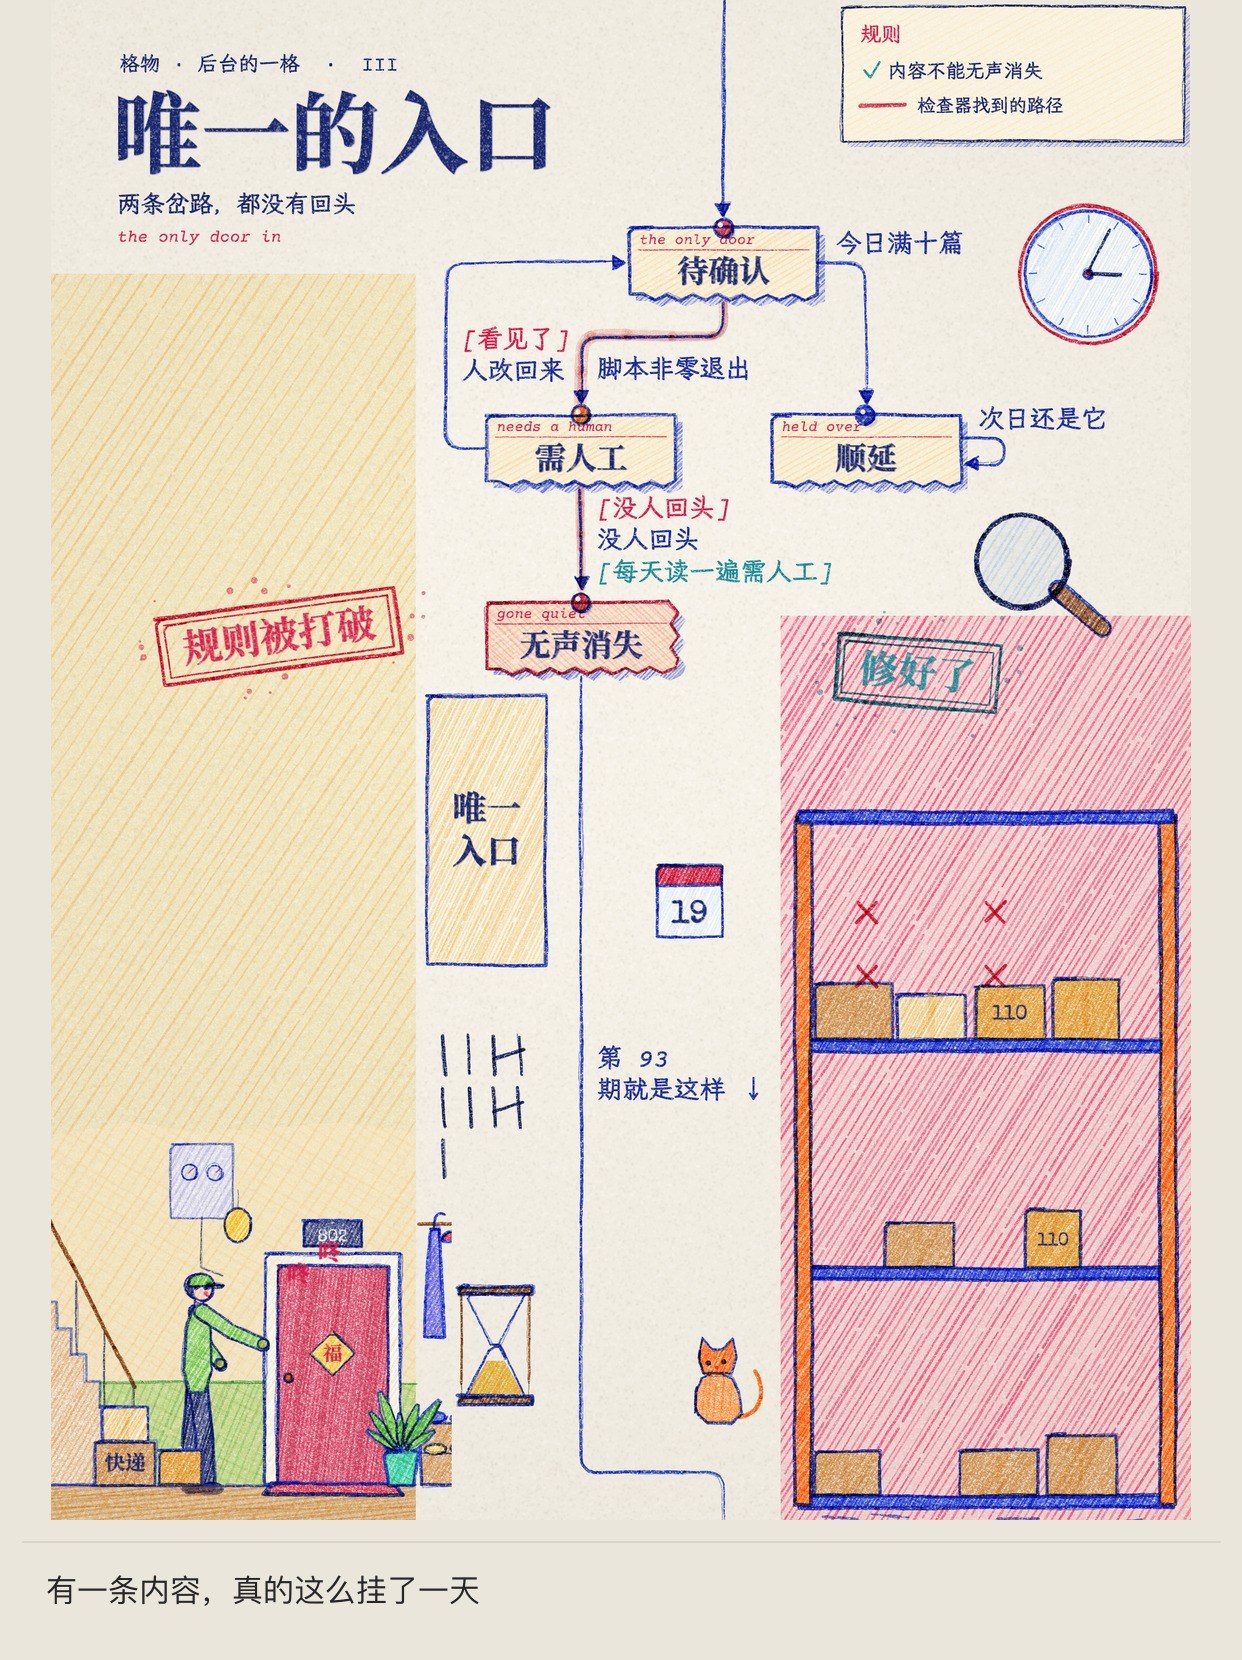 格物 · 后台的一格 · III
唯一的入口
两条岔路, 都没有回头
the only door in
规则
✓ 内容不能无声消失
检查器找到的路径
the only door
待确认
今日满十篇
[看见了]
人改回来
脚本非零退出
needs a human
需人工
held over
顺延
次日还是它
[没人回头]
没人回头
[每天读一遍需人工]
gone quiet
无声消失
规则被打破
修好了
唯一
入口
19
110
第 93
期就是这样 ↓
802
咚
咚
福
110
快递
有一条内容，真的这么挂了一天